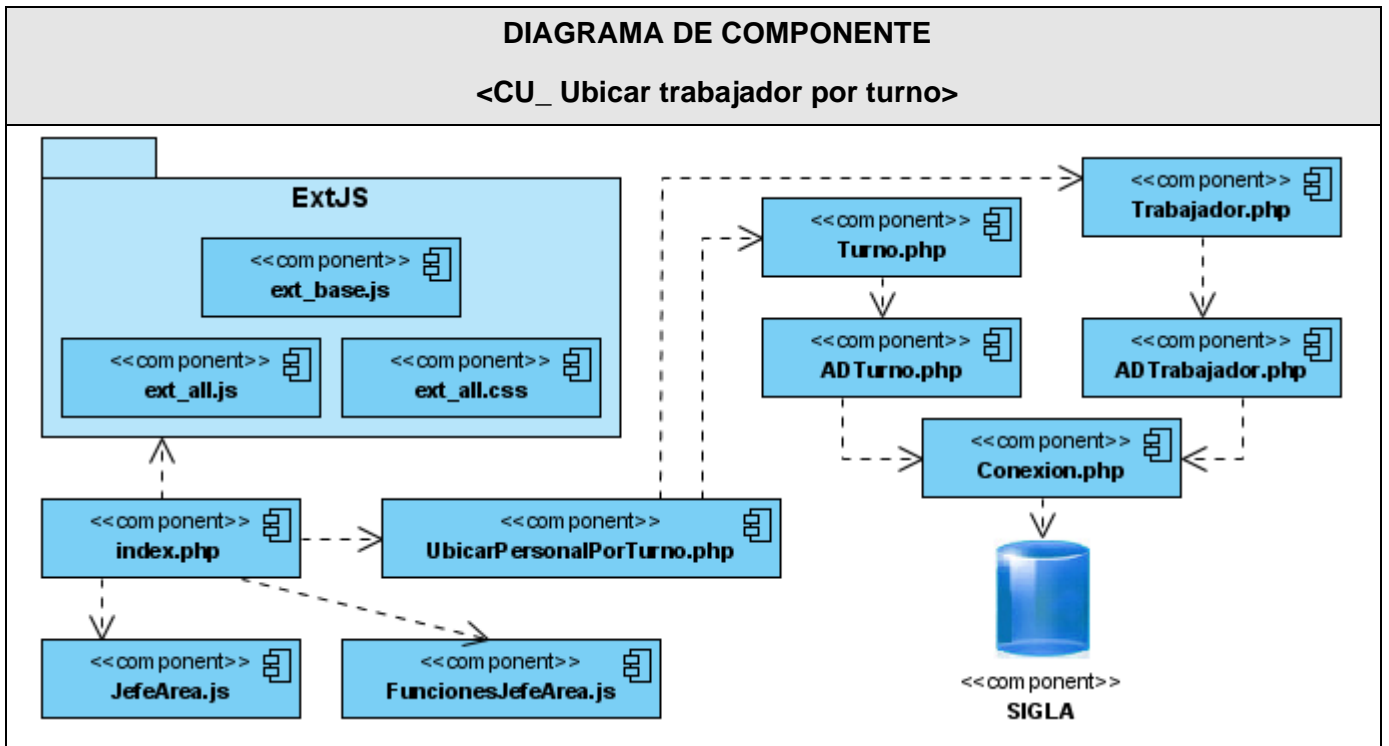 DIAGRAMA DE COMPONENTE
<CU_ Ubicar trabajador por turno>
ExtJS
<<component>>
ext_base.js
<<component>>
ext_all.js
<<component>>
ext_all.css
<<component>>
Turno.php
<<component>>
Trabajador.php
<<component>>
ADTurno.php
<<component>>
ADTrabajador.php
<<component>>
Conexion.php
<<component>>
index.php
<<component>>
UbicarPersonalPorTurno.php
<<component>>
JefeArea.js
<<component>>
FuncionesJefeArea.js
<<component>>
SIGLA